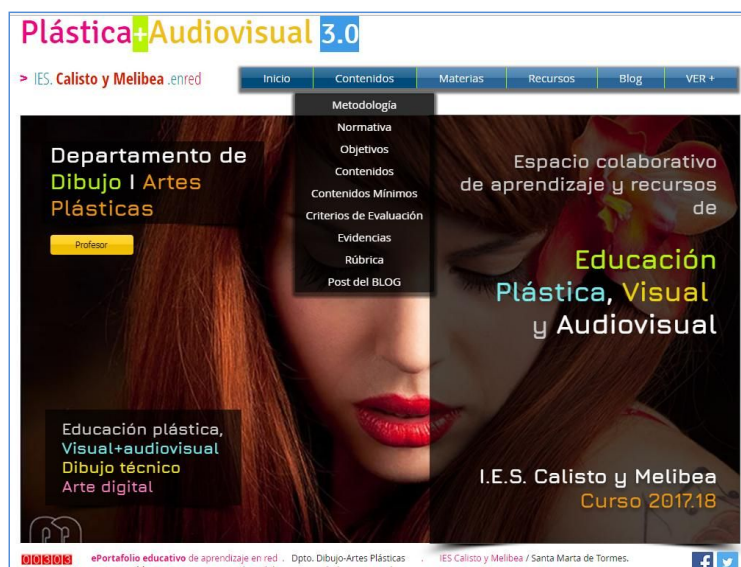 Plástica+Audiovisual 3.0
> IES. Calisto y Melibea .enred
Inicio Contenidos Materias Recursos Blog VER +
Metodología
Normativa
Objetivos
Contenidos
Contenidos Mínimos
Criterios de Evaluación
Evidencias
Rúbrica
Post del BLOG
Departamento de
Dibujo I Artes
Plásticas
Profesor
Espacio colaborativo
de aprendizaje y recursos
de
Educación
Plástica, Visual
y Audiovisual
Educación plástica,
Visual+audiovisual
Dibujo técnico
Arte digital
I.E.S. Calisto y Melibea
Curso 2017.18
00303 ePortafolio educativo de aprendizaje en red . Dpto. Dibujo-Artes Plásticas . IES Calisto y Melibea / Santa Marta de Tormes.